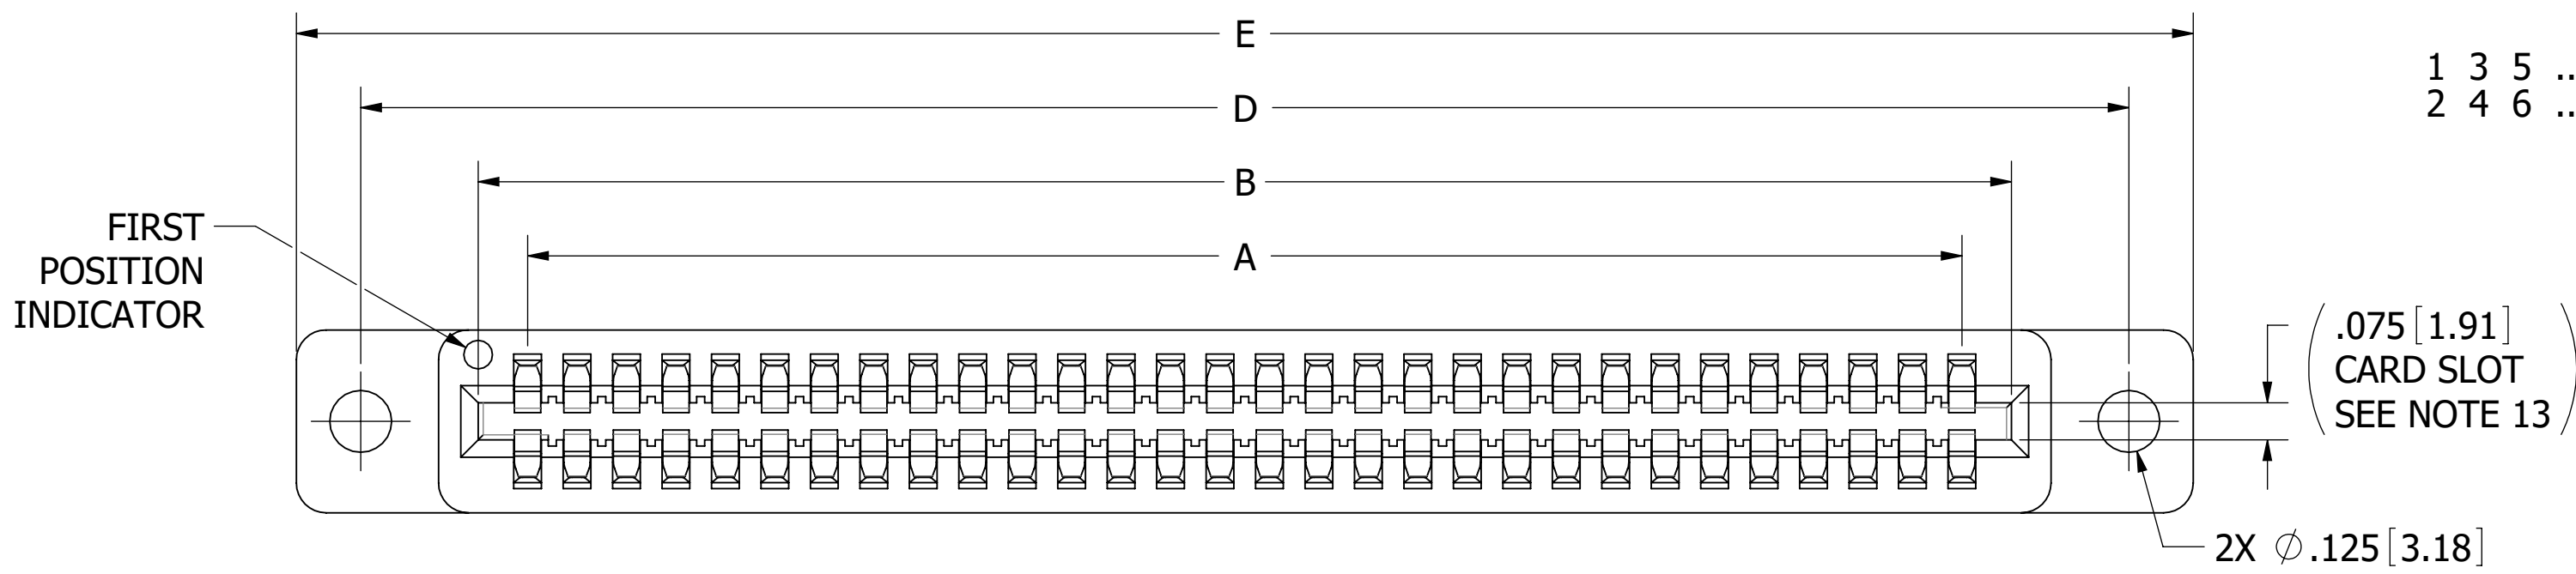 E
1 3 5 ..
2 4 6 ..
D
B
A
FIRST
POSITION
INDICATOR
.075[1.91]
CARD SLOT
SEE NOTE 13
2X ∅.125[3.18]